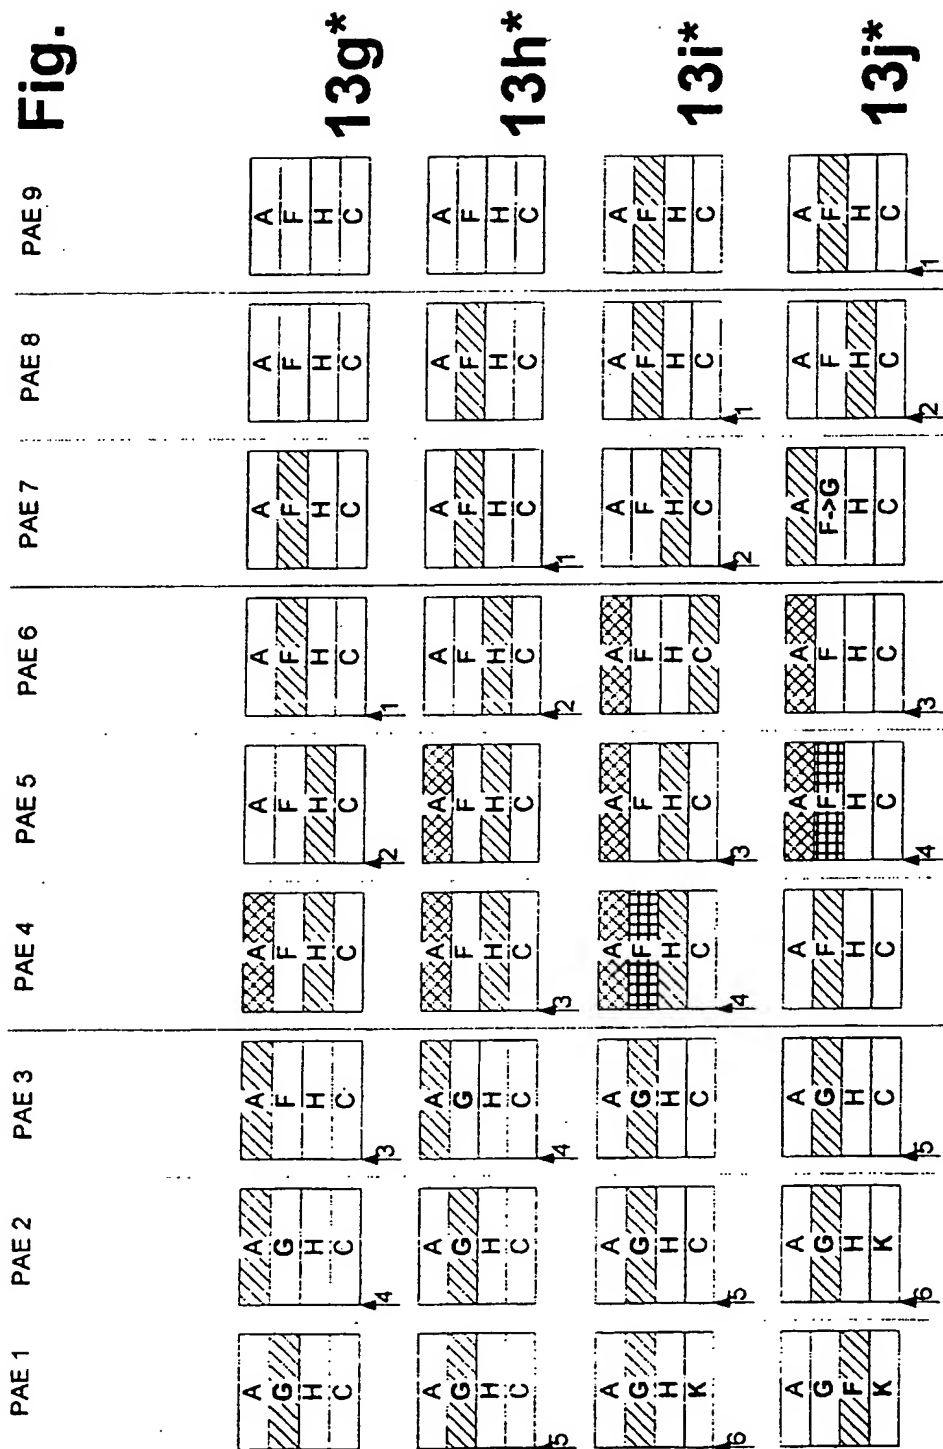 PAE 1 PAE 2 PAE 3 PAE 4 PAE 5 PAE 6 PAE 7 PAE 8 PAE 9 Fig.
A A A A A A A A A
G G F F F F F F F
H H H H H H H H H
C C C C C C C C C
13g*
4 3 2 1
A A A A A A A A A
G G G F F F F F F
H H H H H H H H H
C C C C C C C C C
13h*
5 4 3 2 1
A A A A A A A A A
G G G F F F F F F
H H H H H H H H H
K C C C C C C C C
13i*
6 5 4 3 2 1
A A A A A A A A A
G G G F F F F->G F F
F H H H H H H H H
K K C C C C C C C
13j*
6 5 4 3 2 1